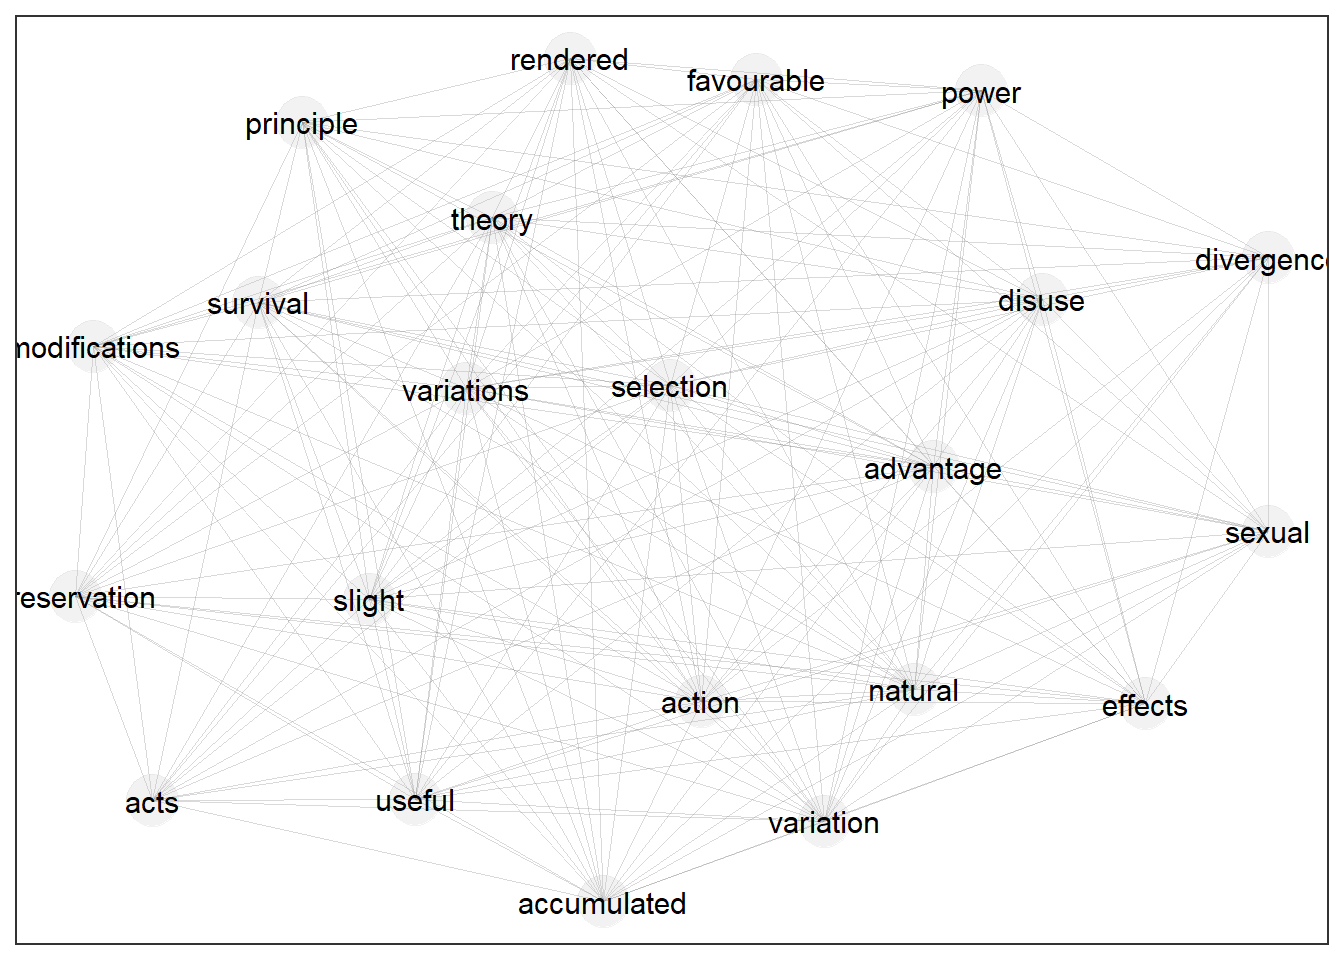 rendered
favourable
power
principle
theory
divergenc
survival
disuse
modifications
variations
selection
advantage
sexual
reservation
slight
natural
action
effects
acts
useful
variation
accumulated